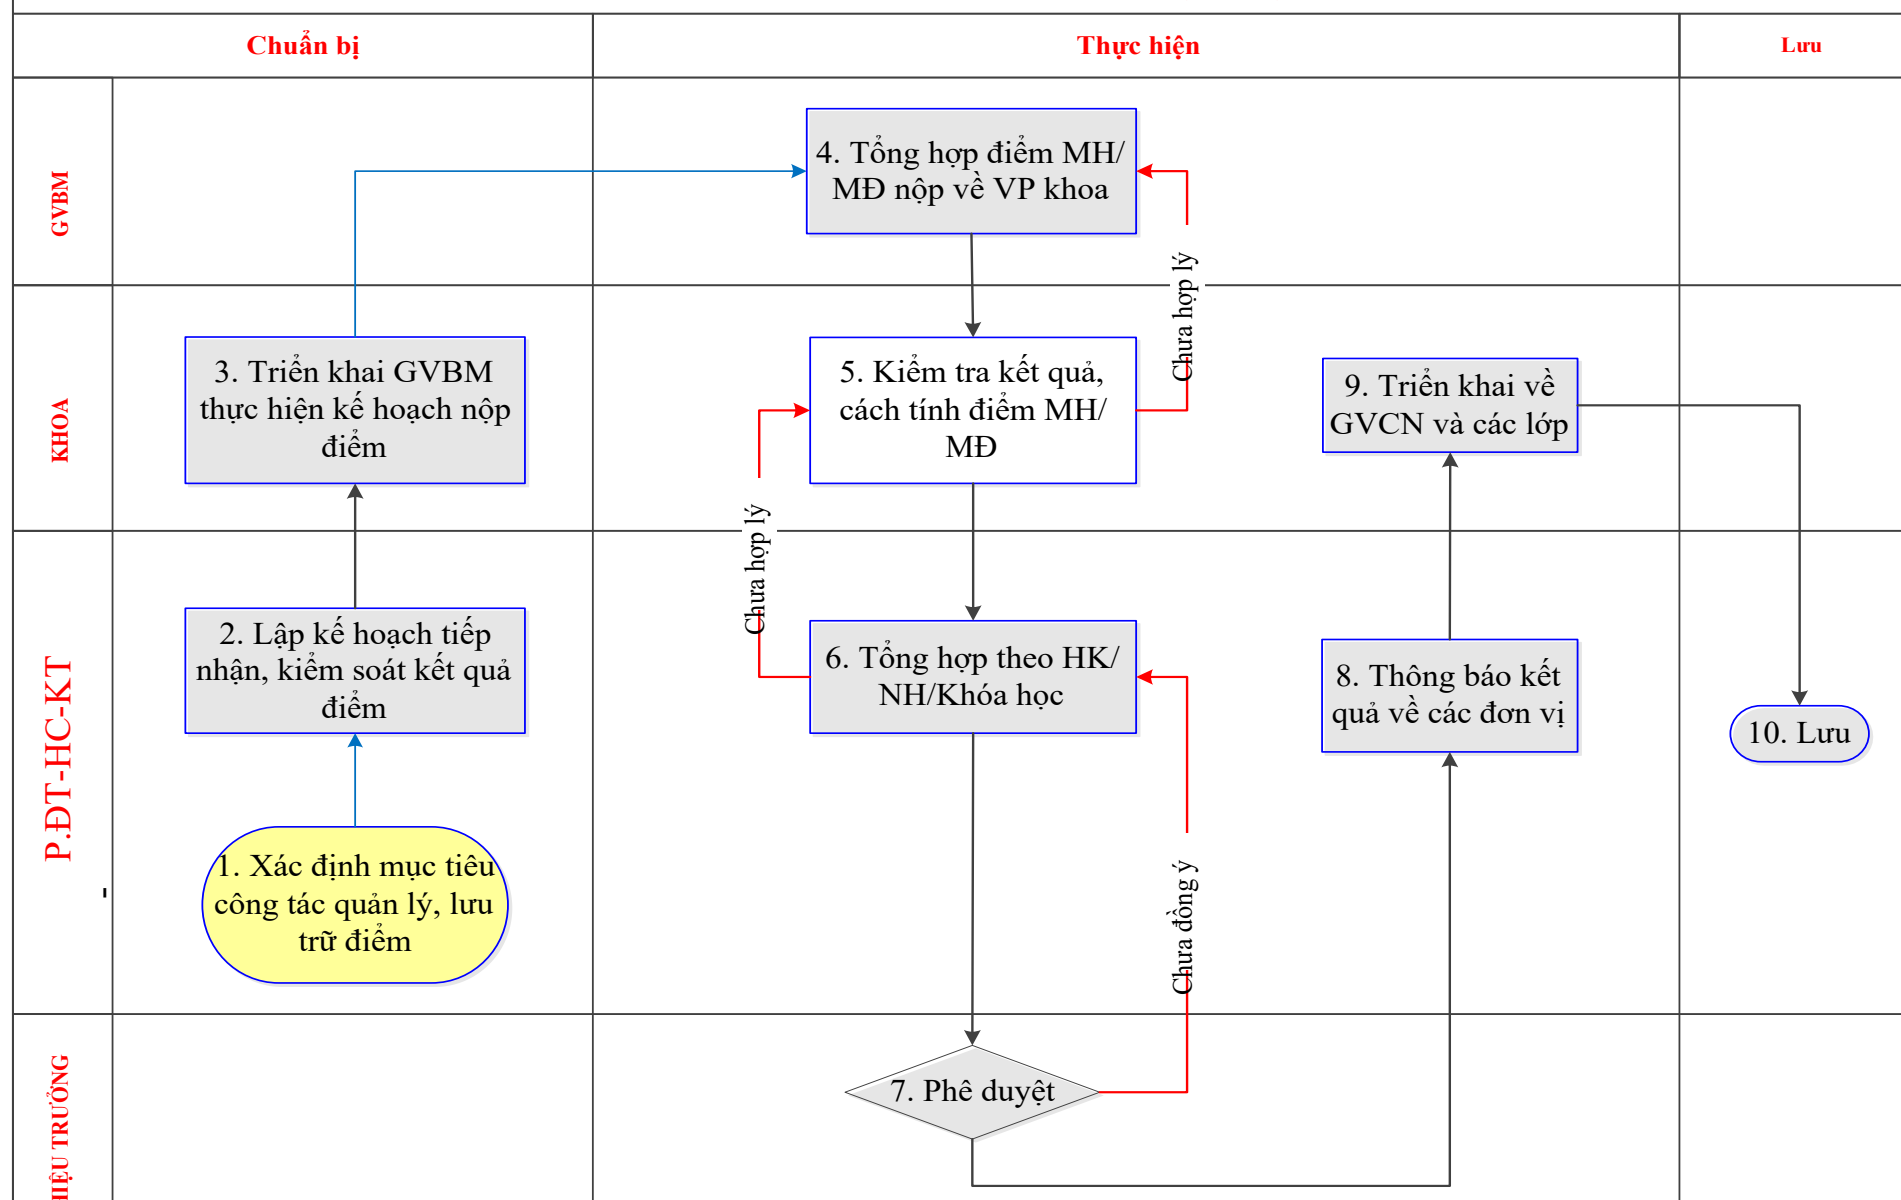 Chuẩn bị
Thực hiện
Lưu
GVBM
4. Tổng hợp điểm MH/
MĐ nộp về VP khoa
Chưa hợp lý
KHOA
3. Triển khai GVBM
thực hiện kế hoạch nộp
điểm
5. Kiểm tra kết quả,
cách tính điểm MH/
MĐ
9. Triển khai về
GVCN và các lớp
Chưa hợp lý
P.ĐT-HC-KT
2. Lập kế hoạch tiếp
nhận, kiểm soát kết quả
điểm
6. Tổng hợp theo HK/
NH/Khóa học
8. Thông báo kết
quả về các đơn vị
10. Lưu
1. Xác định mục tiêu
công tác quản lý, lưu
trữ điểm
-
Chưa đồng ý
HIỆU TRƯỞNG
7. Phê duyệt